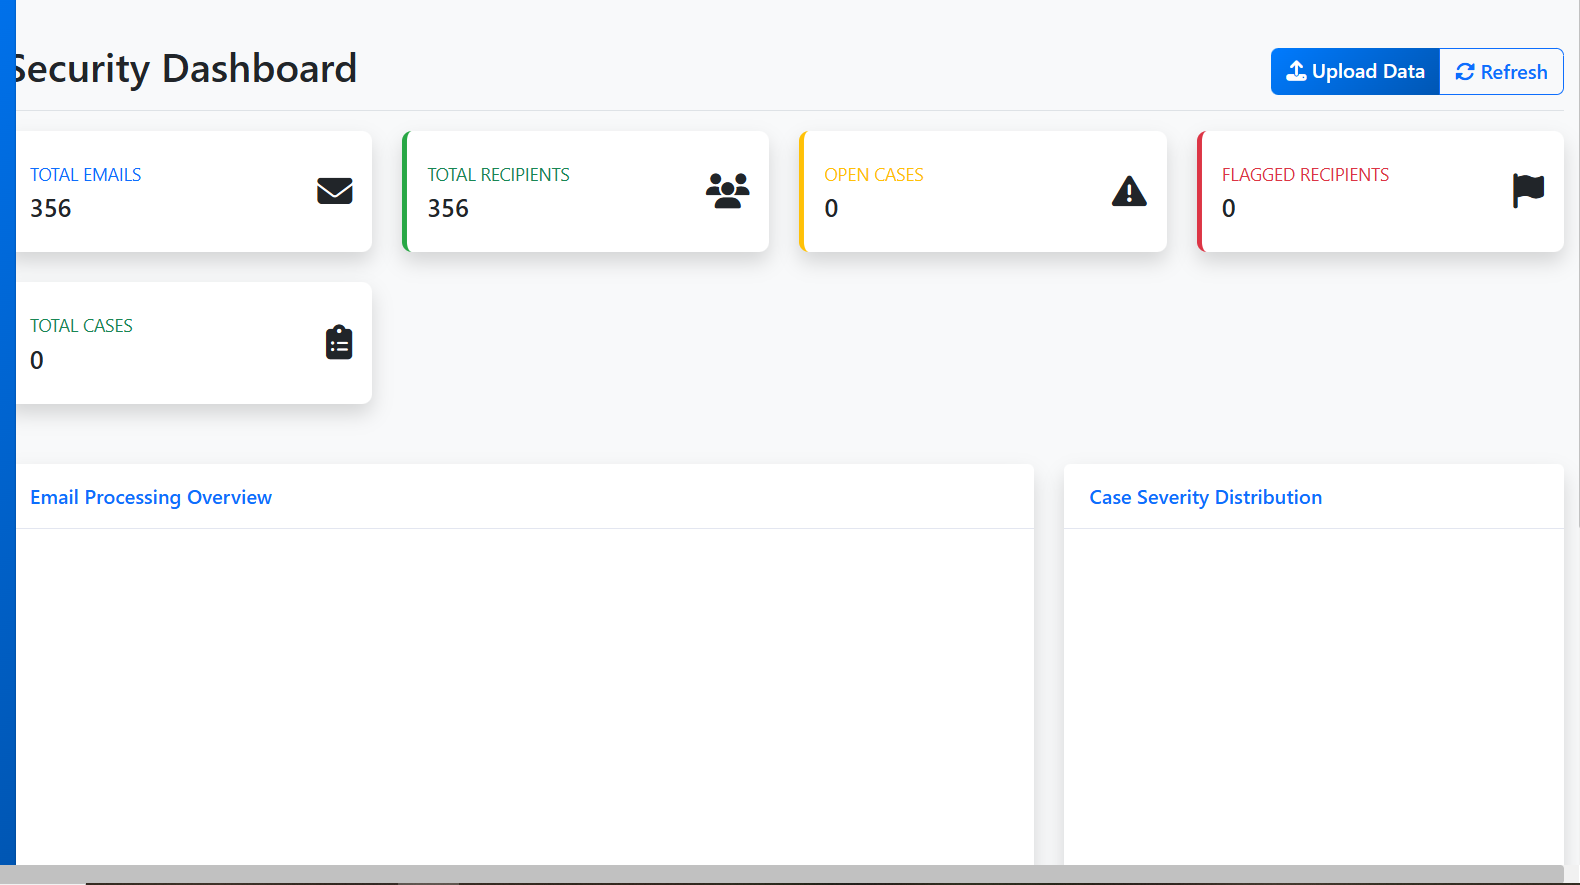 Security Dashboard
Upload Data
Refresh
TOTAL EMAILS
356
TOTAL RECIPIENTS
356
OPEN CASES
0
FLAGGED RECIPIENTS
0
TOTAL CASES
0
Email Processing Overview
Case Severity Distribution